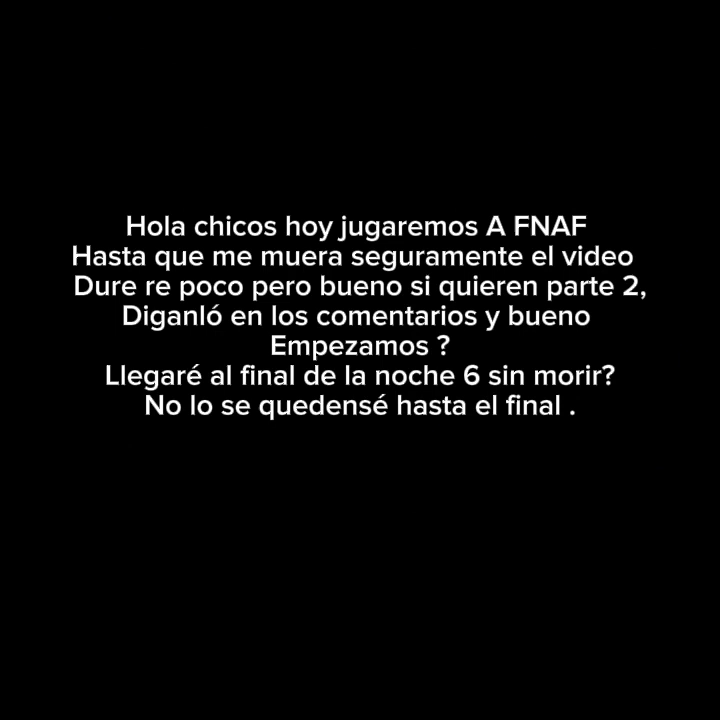 Hola chicos hoy jugaremos A FNAF
Hasta que me muera seguramente el video
Dure re poco pero bueno si quieren parte 2,
Diganló en los comentarios y bueno
Empezamos ?
Llegaré al final de la noche 6 sin morir?
No lo se quedensé hasta el final .